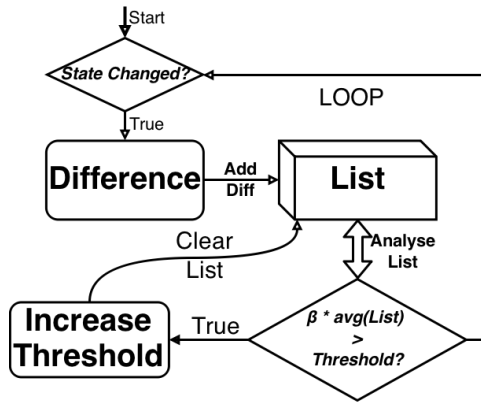 Start
State Changed?
LOOP
True
Difference
Add
Diff
List
Analyse
List
Clear
List
Increase
Threshold
True
β * avg(List)
>
Threshold?